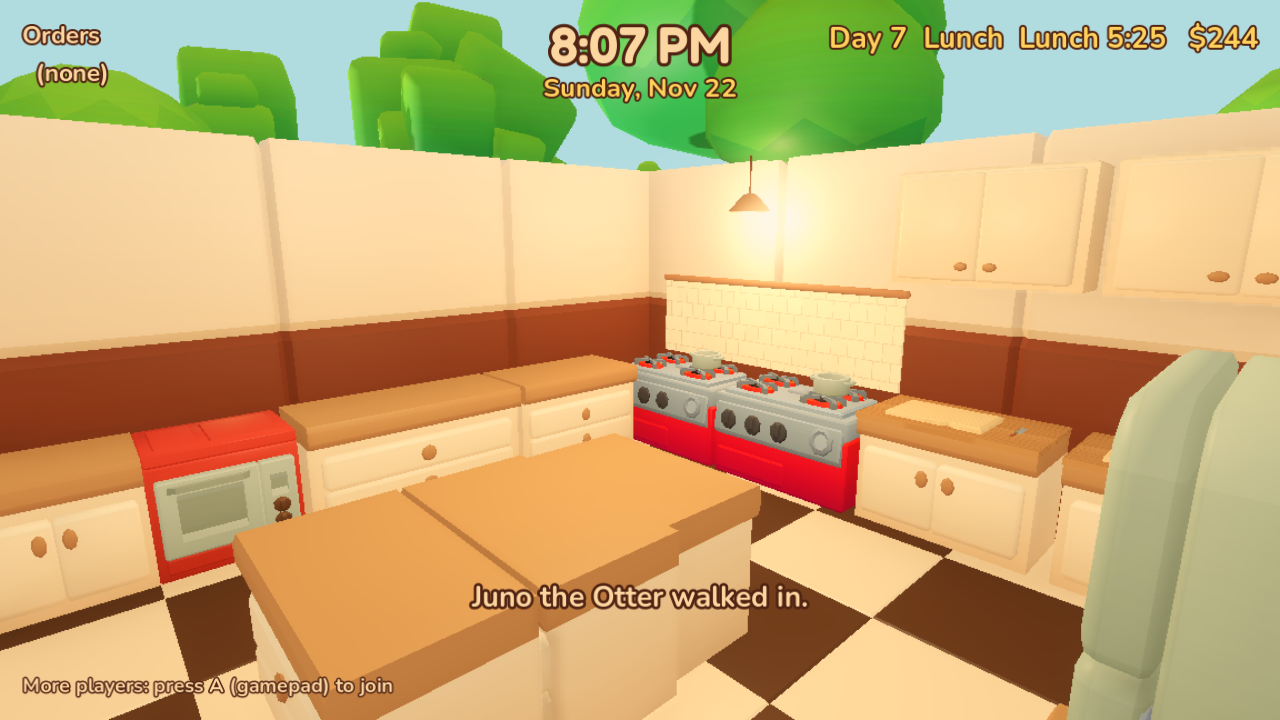 Orders
(none)
8:07 PM
Sunday, Nov 22
Day 7 Lunch Lunch 5:25 $244
Juno the Otter walked in.
More players: press A (gamepad) to join